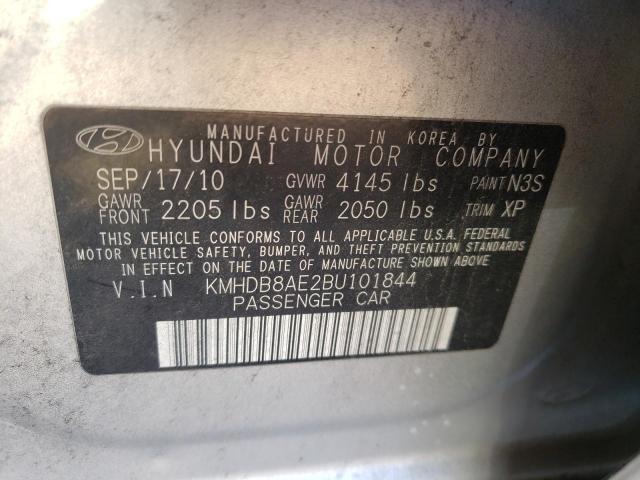 MANUFACTURED IN KOREA BY
HYUNDAI MOTOR COMPANY
SEP/17/10 GVWR 4145 lbs PAINT N3S
GAWR FRONT 2205 lbs GAWR REAR 2050 lbs TRIM XP
THIS VEHICLE CONFORMS TO ALL APPLICABLE U.S.A. FEDERAL
MOTOR VEHICLE SAFETY, BUMPER, AND THEFT PREVENTION STANDARDS
IN EFFECT ON THE DATE OF MANUFACTURE SHOWN ABOVE.
V.I.N KMHDB8AE2BU101844
PASSENGER CAR